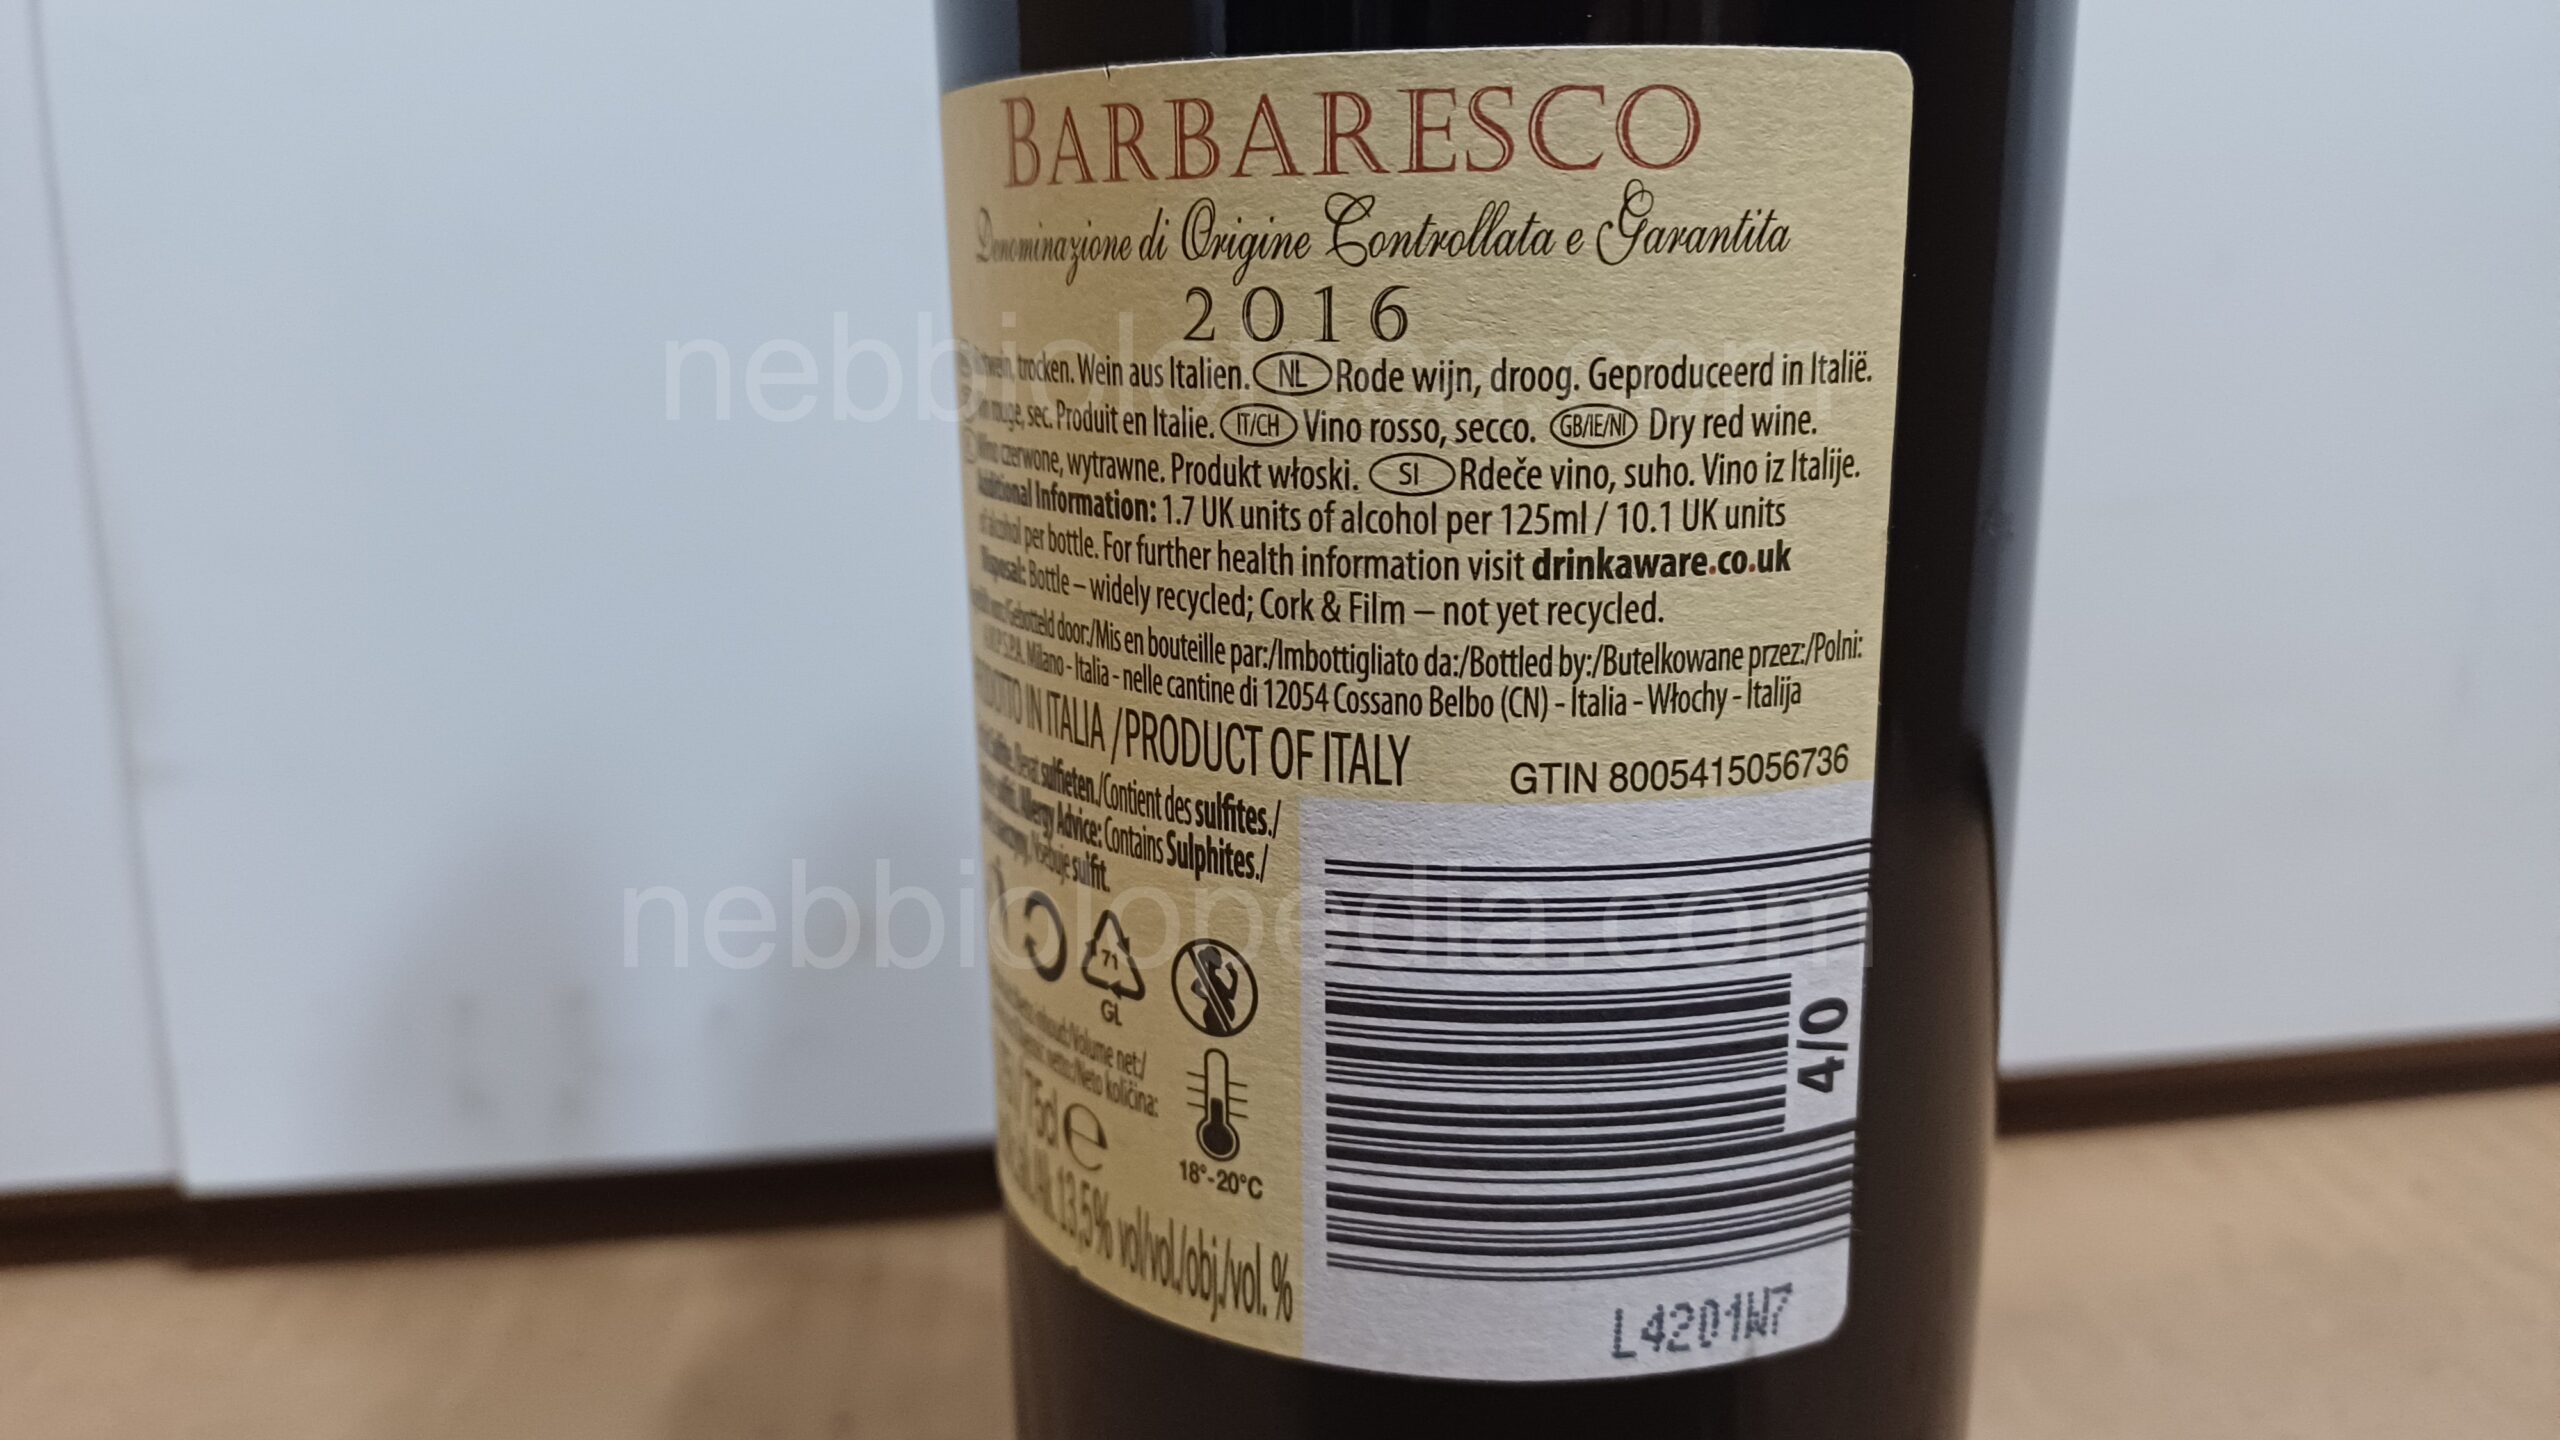 BARBARESCO
Denominazione di Origine Controllata e Garantita
2016
trocken. Wein aus Italien. NL Rode wijn, droog. Geproduceerd in Italië.
rouge, sec. Produit en Italie. IT/CH Vino rosso, secco. GB/IE/NI Dry red wine.
czerwone, wytrawne. Produkt włoski. SI Rdeče vino, suho. Vino iz Italije.
Additional Information: 1.7 UK units of alcohol per 125ml / 10.1 UK units
of alcohol per bottle. For further health information visit drinkaware.co.uk
Disposal: Bottle – widely recycled; Cork & Film – not yet recycled.
Gebotteld door:/Mis en bouteille par:/Imbottigliato da:/Bottled by:/Butelkowane przez:/Polni:
Milano - Italia - nelle cantine di 12054 Cossano Belbo (CN) - Italia - Włochy - Italija
PRODOTTO IN ITALIA / PRODUCT OF ITALY
GTIN 8005415056736
sulfieten./Contient des sulfites./
Allergy Advice: Contains Sulphites./
sulfit.
71
GL
Volume net:/
Neto količina:
75cl e
18°-20°C
13,5% vol/vol./obj./vol. %
4/0
L4201W7
nebbiolopedia.com
nebbiolopedia.com